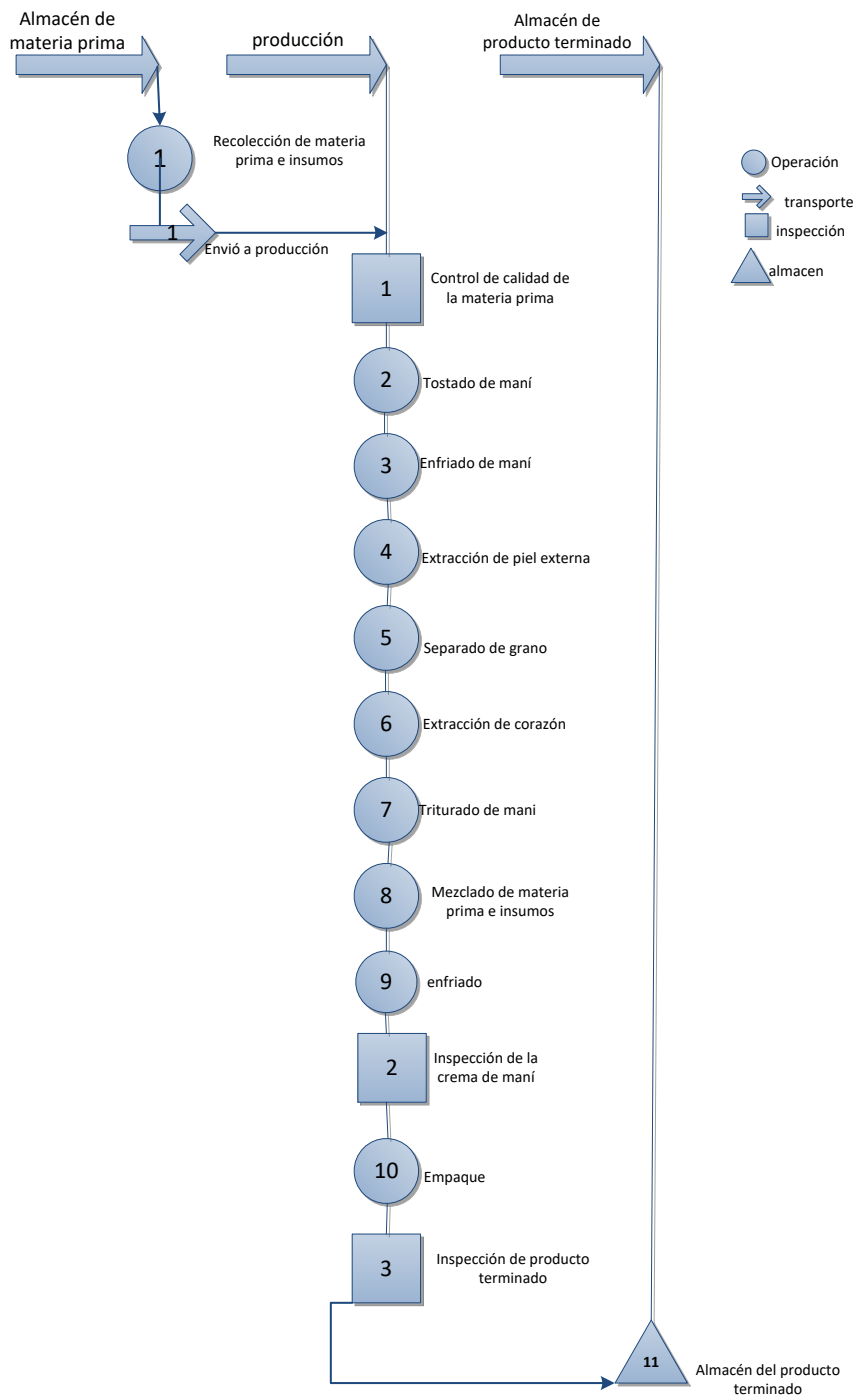 Almacén de
materia prima
producción
Almacén de
producto terminado
1
Recolección de materia
prima e insumos
Operación
transporte
inspección
almacen
1
Envió a producción
1
Control de calidad de
la materia prima
2
Tostado de maní
3
Enfriado de maní
4
Extracción de piel externa
5
Separado de grano
6
Extracción de corazón
7
Triturado de mani
8
Mezclado de materia
prima e insumos
9
enfriado
2
Inspección de la
crema de maní
10
Empaque
3
Inspección de producto
terminado
11
Almacén del producto
terminado